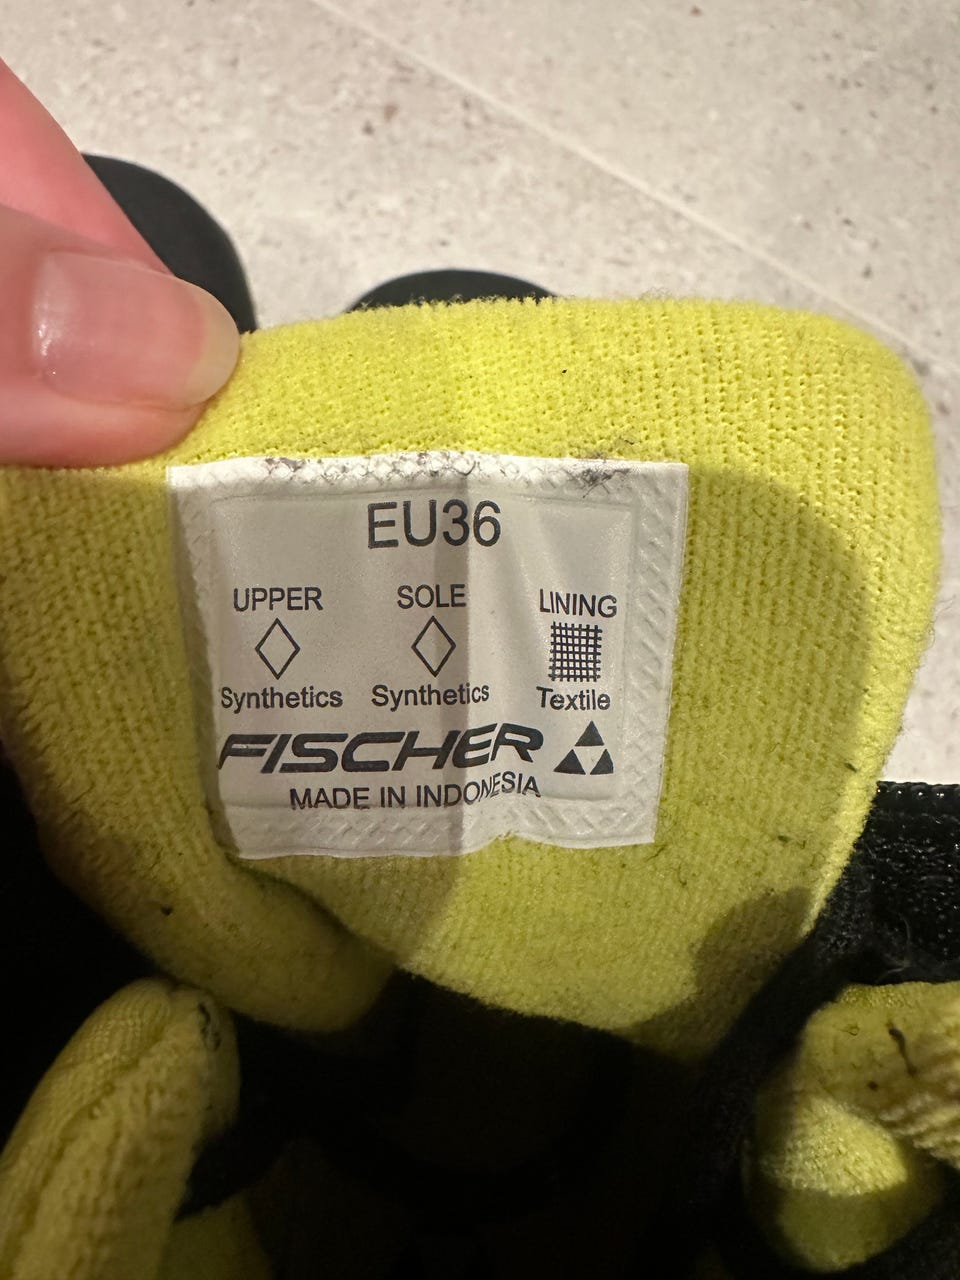 EU36
UPPER SOLE LINING
Synthetics Synthetics Textile
FISCHER
MADE IN INDONESIA